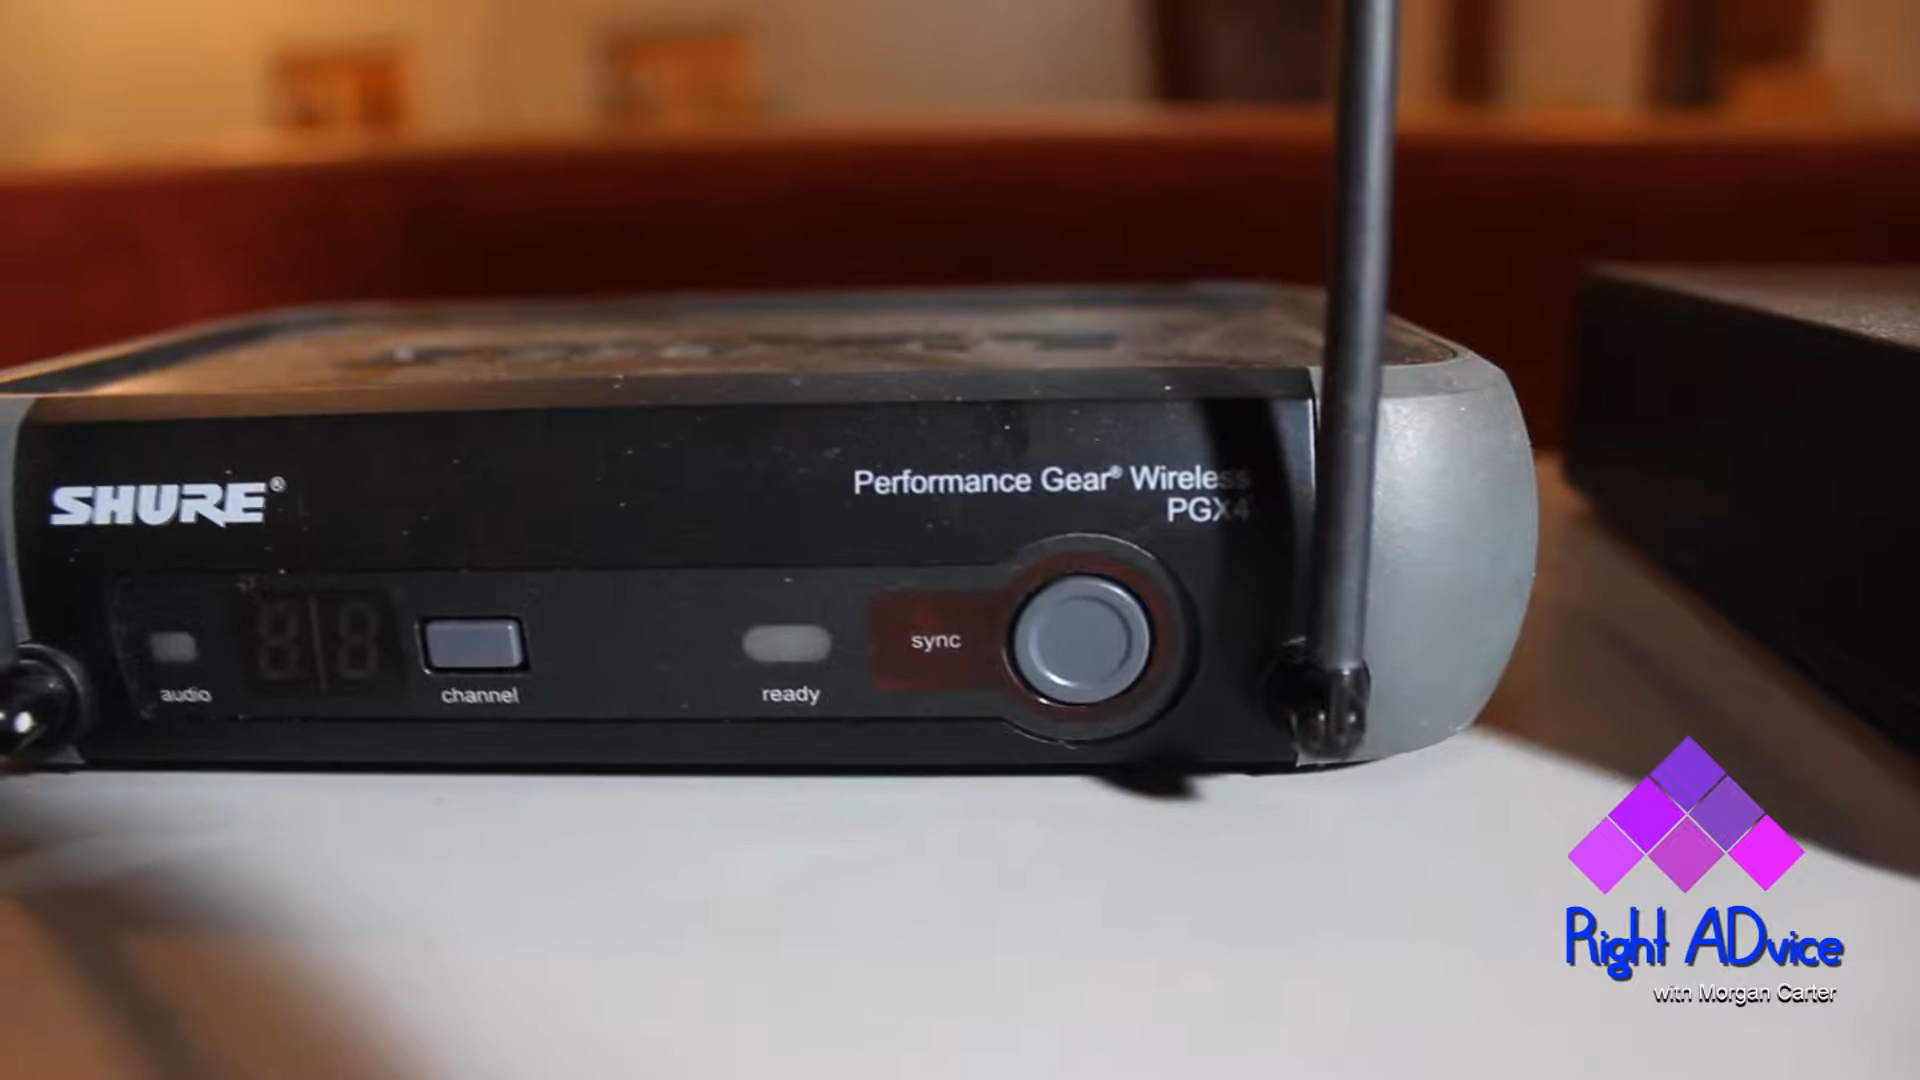 SHURE®
Performance Gear® Wireless
PGX4
audio
channel
ready
sync
Right ADvice
with Morgan Carter